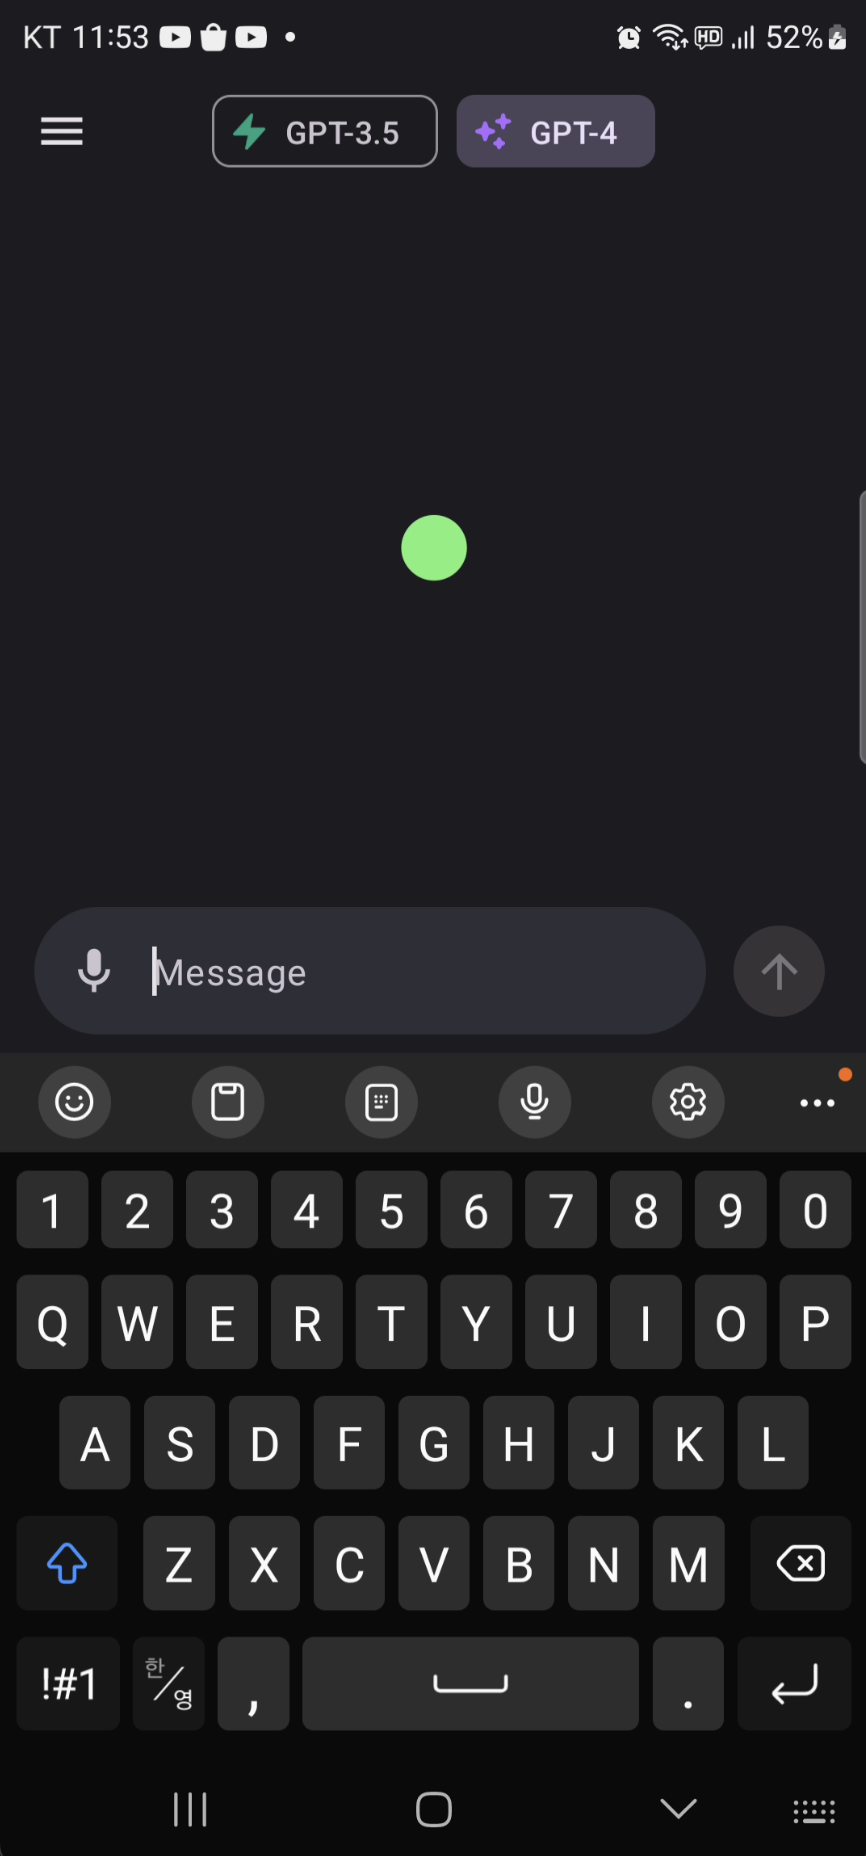 KT 11:53 HD 52%
GPT-3.5 GPT-4
Message
1 2 3 4 5 6 7 8 9 0
Q W E R T Y U I O P
A S D F G H J K L
Z X C V B N M
!#1 한/영 , .